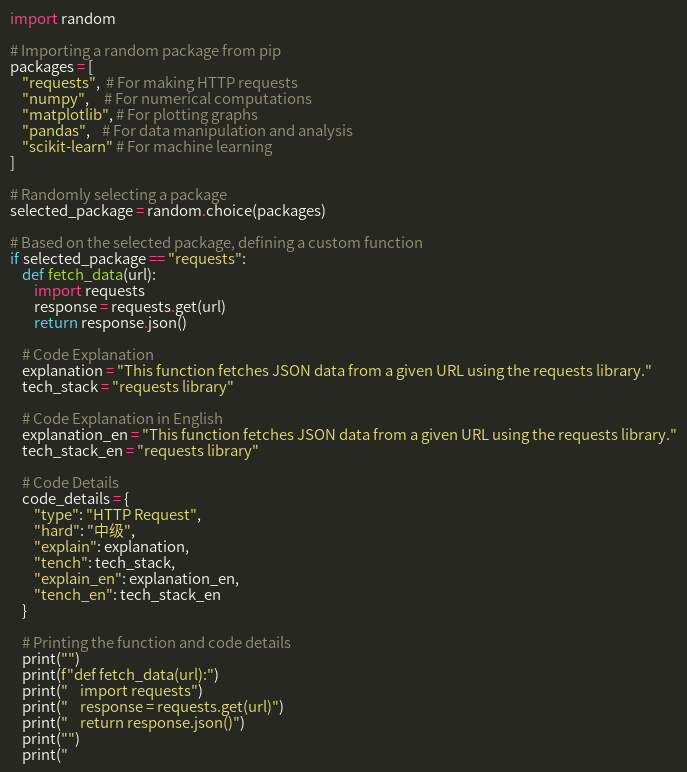 import random

# Importing a random package from pip
packages = [
    "requests",  # For making HTTP requests
    "numpy",     # For numerical computations
    "matplotlib", # For plotting graphs
    "pandas",    # For data manipulation and analysis
    "scikit-learn" # For machine learning
]

# Randomly selecting a package
selected_package = random.choice(packages)

# Based on the selected package, defining a custom function
if selected_package == "requests":
    def fetch_data(url):
        import requests
        response = requests.get(url)
        return response.json()

    # Code Explanation
    explanation = "This function fetches JSON data from a given URL using the requests library."
    tech_stack = "requests library"

    # Code Explanation in English
    explanation_en = "This function fetches JSON data from a given URL using the requests library."
    tech_stack_en = "requests library"

    # Code Details
    code_details = {
        "type": "HTTP Request",
        "hard": "中级",
        "explain": explanation,
        "tench": tech_stack,
        "explain_en": explanation_en,
        "tench_en": tech_stack_en
    }

    # Printing the function and code details
    print("")
    print(f"def fetch_data(url):")
    print("    import requests")
    print("    response = requests.get(url)")
    print("    return response.json()")
    print("")
    print("